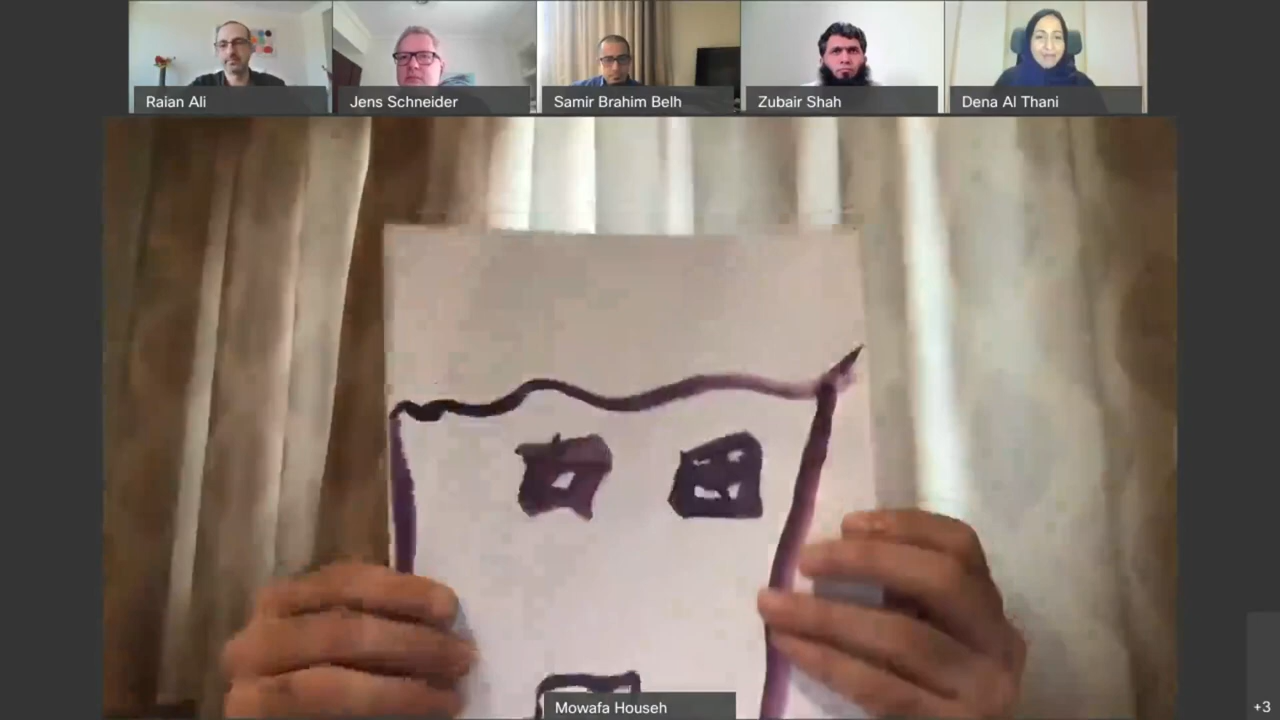 Raian Ali
Jens Schneider
Samir Brahim Belh
Zubair Shah
Dena Al Thani
Mowafa Househ
+3